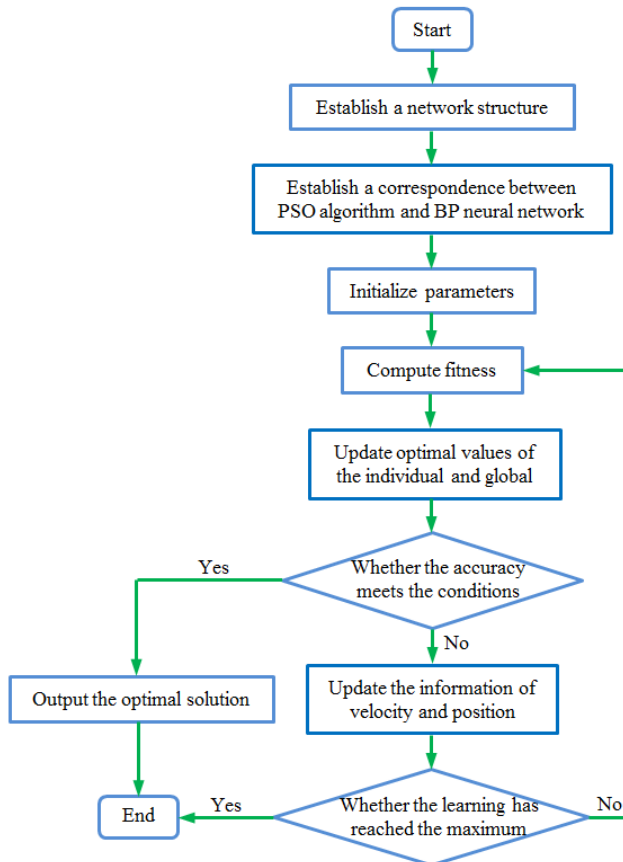 Start
Establish a network structure
Establish a correspondence between
PSO algorithm and BP neural network
Initialize parameters
Compute fitness
Update optimal values of
the individual and global
Yes
Whether the accuracy
meets the conditions
No
Output the optimal solution
Update the information of
velocity and position
End
Yes
Whether the learning has
reached the maximum
No